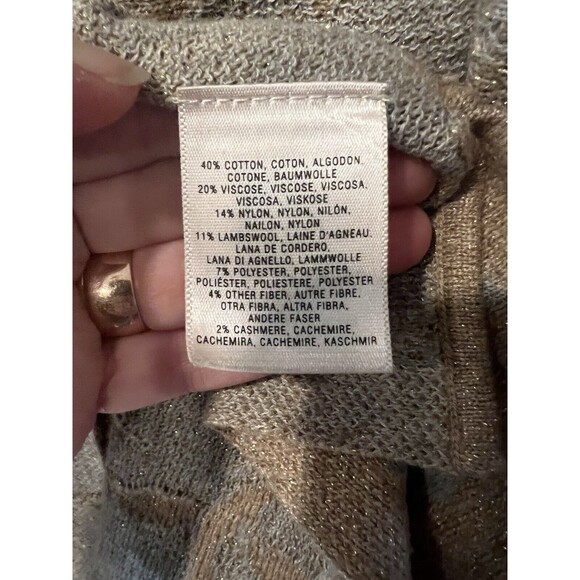 40% COTTON, COTON, ALGODON.
COTONE, BAUMWOLLE
20% VISCOSE, VISCOSE, VISCOSA.
VISCOSA, VISKOSE
14% NYLON, NYLON, NILÓN,
NAILON, NYLON
11% LAMBSWOOL, LAINE D'AGNEAU.
LANA DE CORDERO,
LANA DI AGNELLO, LAMMWOLLE
7% POLYESTER, POLYESTER,
POLIÉSTER, POLIESTERE, POLYESTER
4% OTHER FIBER, AUTRE FIBRE,
OTRA FIBRA, ALTRA FIBRA,
ANDERE FASER
2% CASHMERE, CACHEMIRE,
CACHEMIRA, CACHEMIRE, KASCHMIR